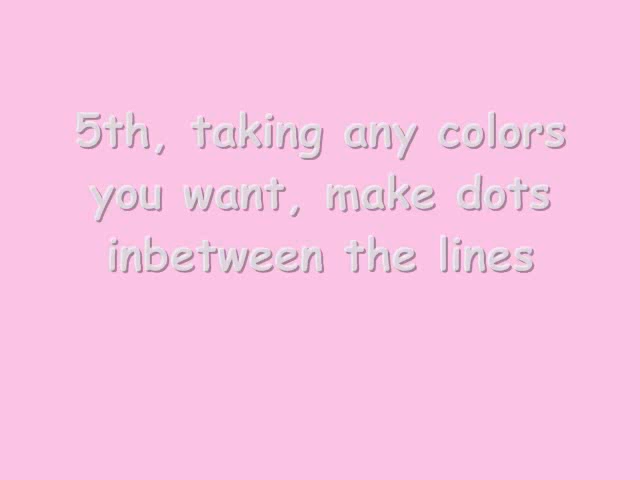 5th, taking any colors
you want, make dots
inbetween the lines